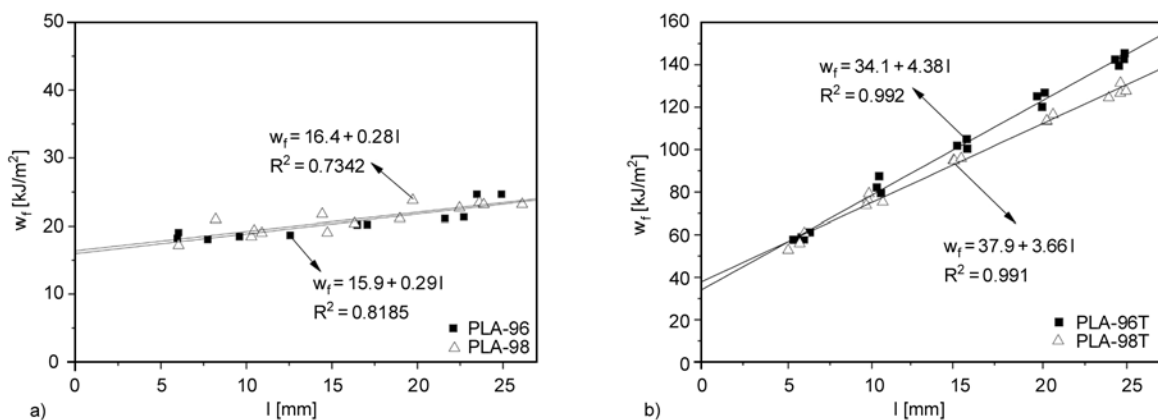 50
40
30
20
10
0
w_f [kJ/m²]
w_f = 16.4 + 0.28 l
R² = 0.7342
w_f = 15.9 + 0.29 l
R² = 0.8185
PLA-96
PLA-98
0 5 10 15 20 25
a) l [mm]
160
140
120
100
80
60
40
20
0
w_f [kJ/m²]
w_f = 34.1 + 4.38 l
R² = 0.992
w_f = 37.9 + 3.66 l
R² = 0.991
PLA-96T
PLA-98T
0 5 10 15 20 25
b) l [mm]